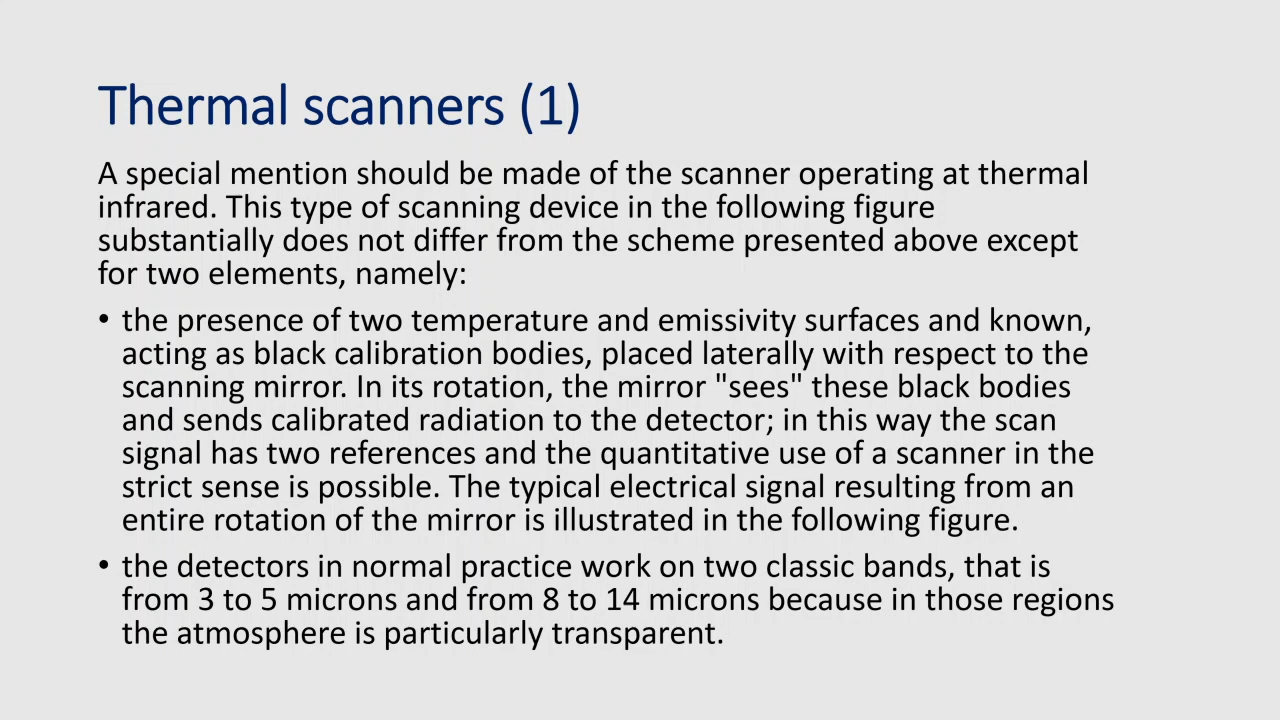 Thermal scanners (1)
A special mention should be made of the scanner operating at thermal
infrared. This type of scanning device in the following figure
substantially does not differ from the scheme presented above except
for two elements, namely:
• the presence of two temperature and emissivity surfaces and known,
acting as black calibration bodies, placed laterally with respect to the
scanning mirror. In its rotation, the mirror "sees" these black bodies
and sends calibrated radiation to the detector; in this way the scan
signal has two references and the quantitative use of a scanner in the
strict sense is possible. The typical electrical signal resulting from an
entire rotation of the mirror is illustrated in the following figure.
• the detectors in normal practice work on two classic bands, that is
from 3 to 5 microns and from 8 to 14 microns because in those regions
the atmosphere is particularly transparent.